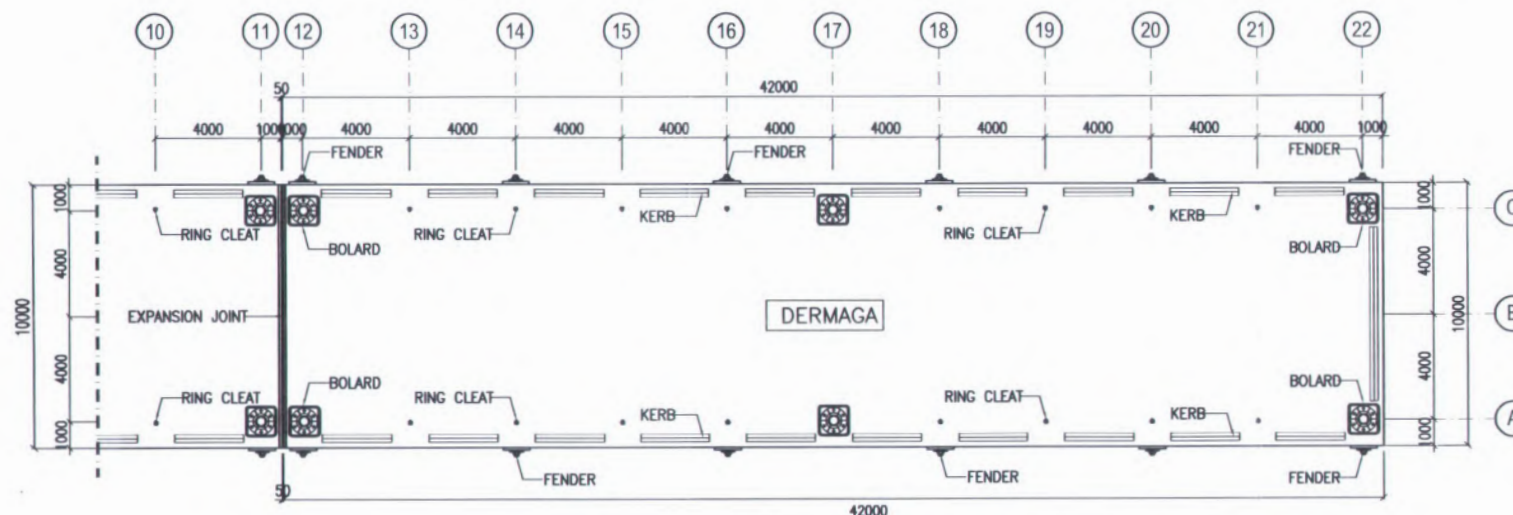 10 11 12 13 14 15 16 17 18 19 20 21 22
50 42000
4000 1000 1000 4000 4000 4000 4000 4000 4000 4000 4000 4000 4000 1000
FENDER FENDER FENDER
1000 1000
KERB KERB
RING CLEAT RING CLEAT RING CLEAT
BOLARD BOLARD
4000 4000
10000 EXPANSION JOINT DERMAGA 10000
4000 4000
BOLARD BOLARD
RING CLEAT RING CLEAT RING CLEAT
KERB KERB
A
1000 1000
FENDER FENDER FENDER
50 42000